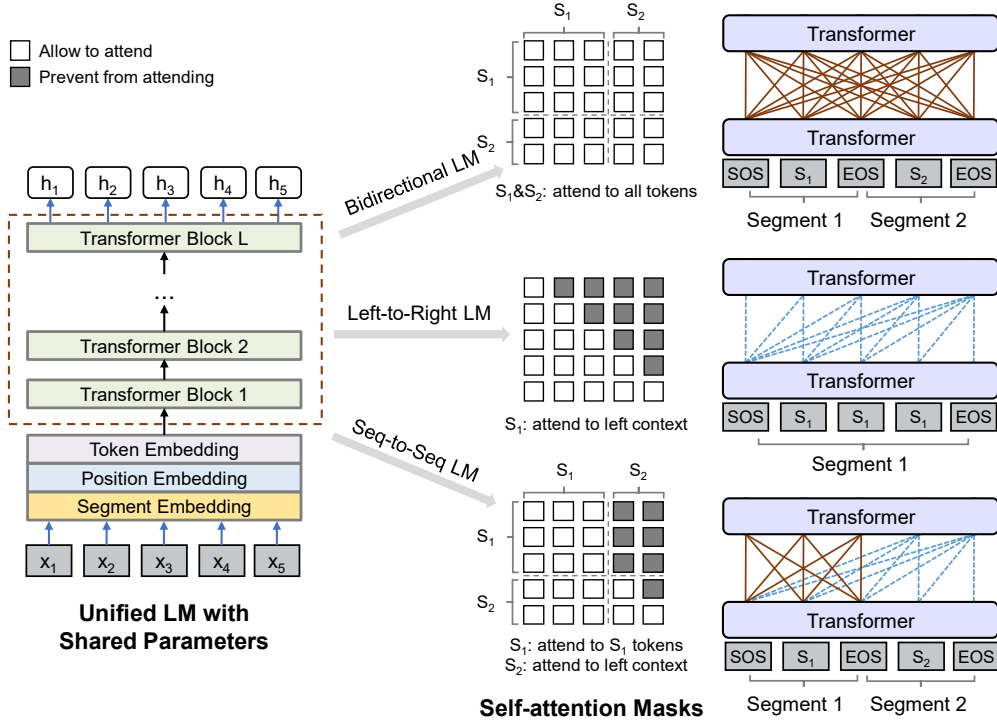 Allow to attend
Prevent from attending
h1 h2 h3 h4 h5
Transformer Block L
...
Transformer Block 2
Transformer Block 1
Token Embedding
Position Embedding
Segment Embedding
x1 x2 x3 x4 x5
Unified LM with
Shared Parameters
Bidirectional LM
Left-to-Right LM
Seq-to-Seq LM
S1 S2
S1
S2
S1&S2: attend to all tokens
S1: attend to left context
S1 S2
S1
S2
S1: attend to S1 tokens
S2: attend to left context
Self-attention Masks
Transformer
Transformer
SOS S1 EOS S2 EOS
Segment 1 Segment 2
Transformer
Transformer
SOS S1 S1 S1 EOS
Segment 1
Transformer
Transformer
SOS S1 EOS S2 EOS
Segment 1 Segment 2